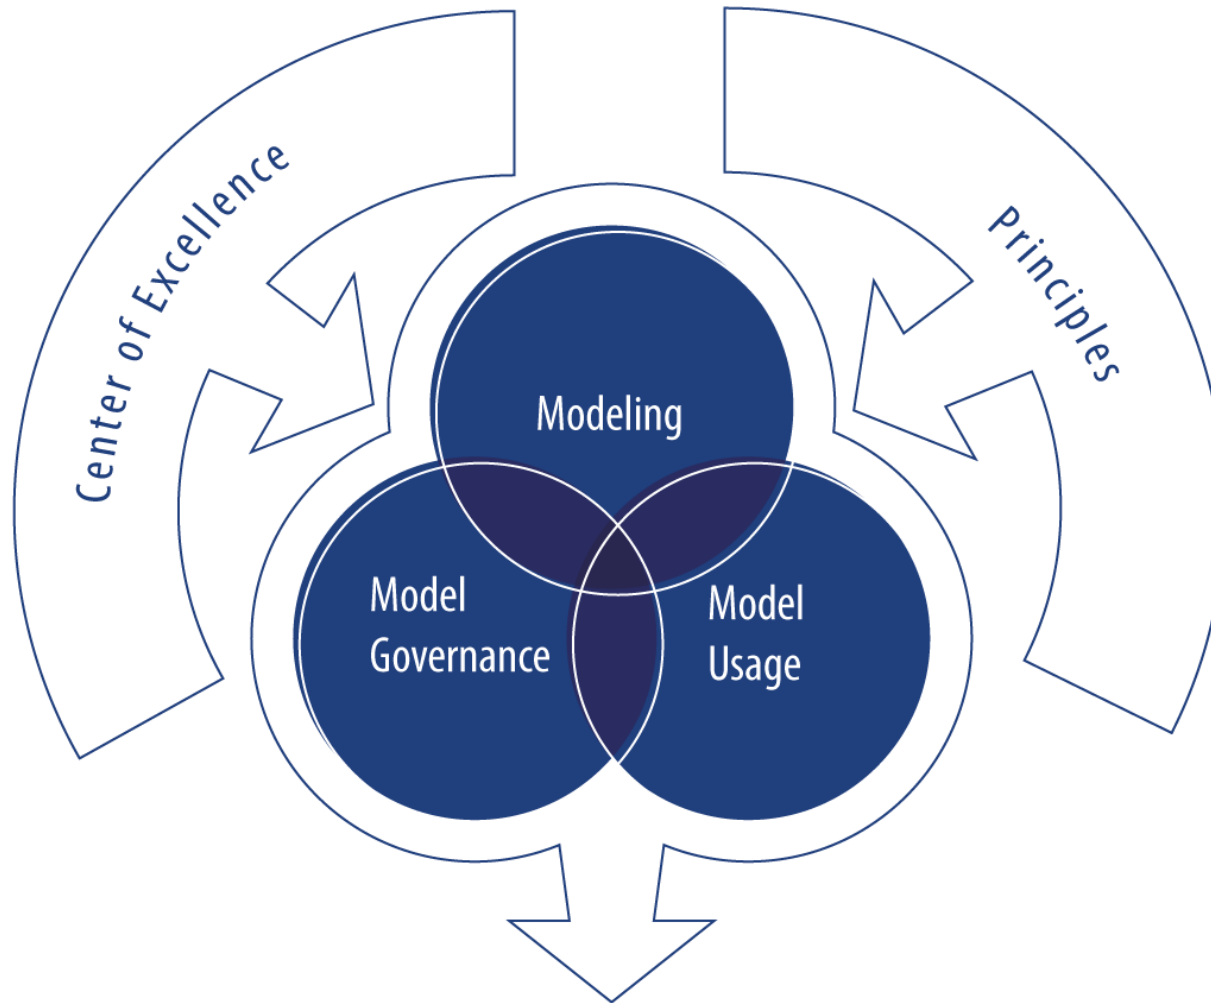 Center of Excellence
Principles
Modeling
Model
Governance
Model
Usage